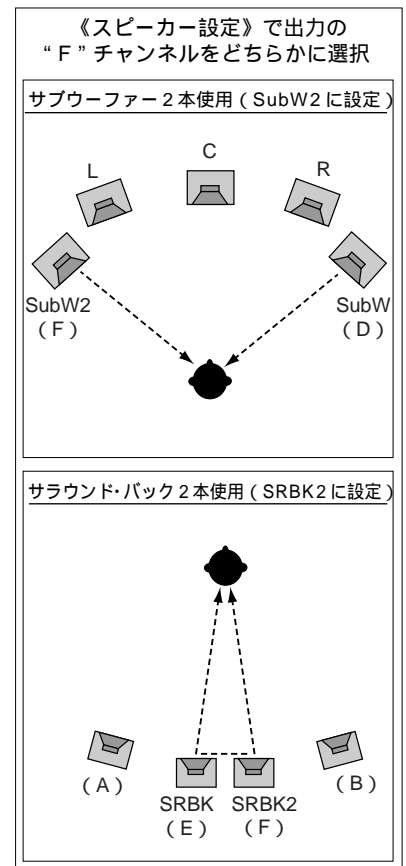 《スピーカー設定》で出力の
“F”チャンネルをどちらかに選択
サブウーファー2本使用(SubW2に設定)
C
L
R
SubW2
(F)
SubW
(D)
サラウンド・バック2本使用(SRBK2に設定)
(A)
(B)
SRBK
(E)
SRBK2
(F)